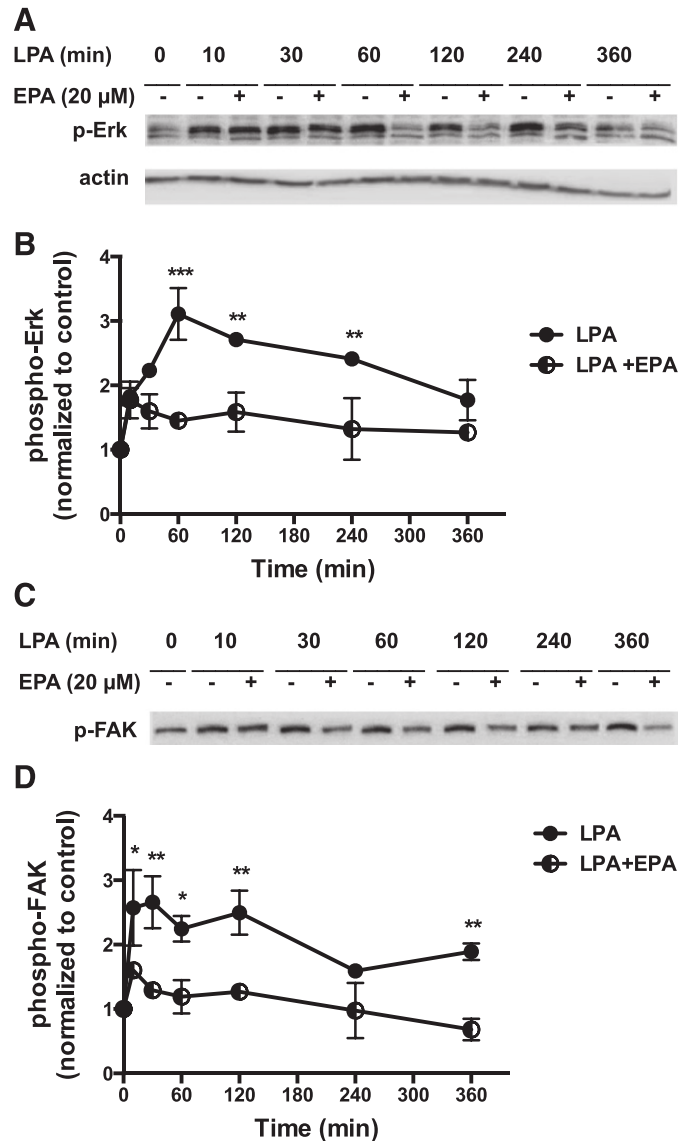 A
LPA (min) 0 10 30 60 120 240 360
EPA (20 µM) - - + - + - + - + - + - +
p-Erk
actin
B
phospho-Erk
(normalized to control)
4
3
2
1
0
***
**
**
LPA
LPA +EPA
0 60 120 180 240 300 360
Time (min)
C
LPA (min) 0 10 30 60 120 240 360
EPA (20 µM) - - + - + - + - + - + - +
p-FAK
D
phospho-FAK
(normalized to control)
4
3
2
1
0
*
**
*
**
**
LPA
LPA+EPA
0 60 120 180 240 300 360
Time (min)